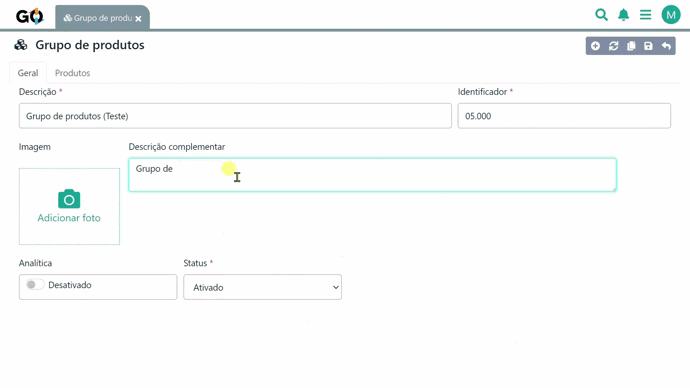 GO
Grupo de produ
M
Grupo de produtos
Geral
Produtos
Descrição *
Identificador *
Grupo de produtos (Teste)
05.000
Imagem
Descrição complementar
Grupo de
Adicionar foto
Analítica
Status *
Desativado
Ativado